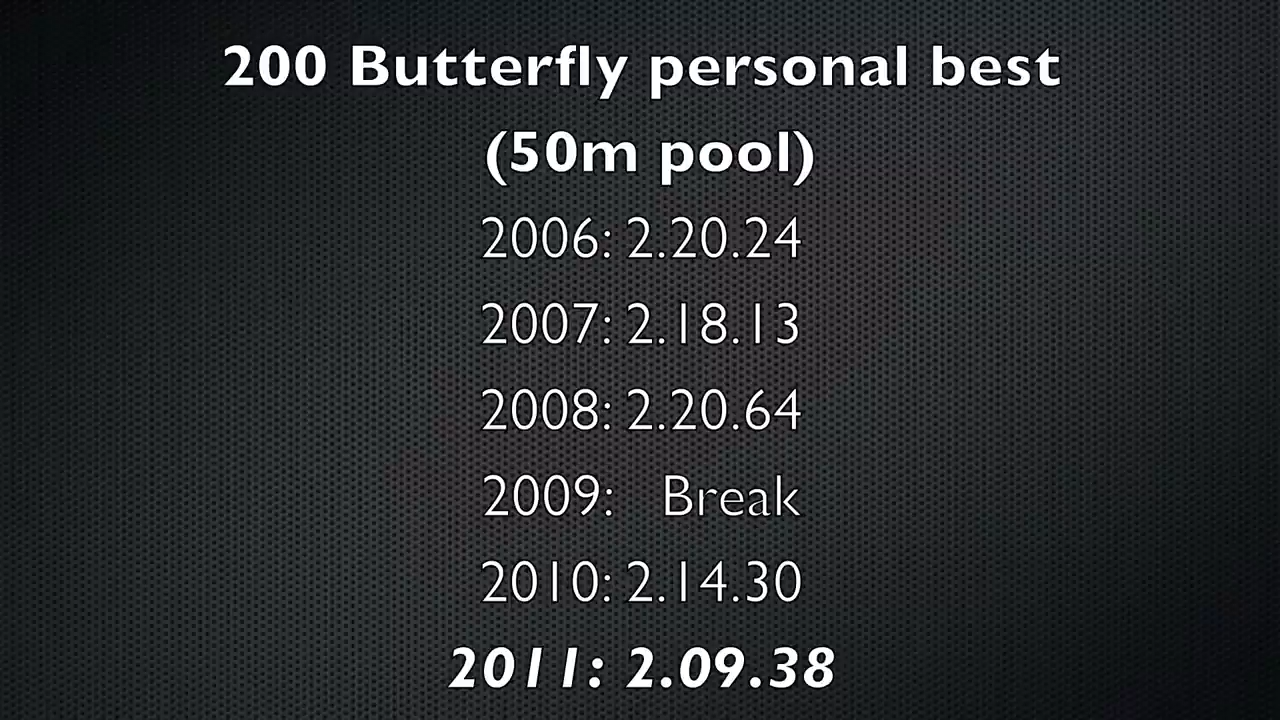 200 Butterfly personal best
(50m pool)
2006: 2.20.24
2007: 2.18.13
2008: 2.20.64
2009: Break
2010: 2.14.30
2011: 2.09.38